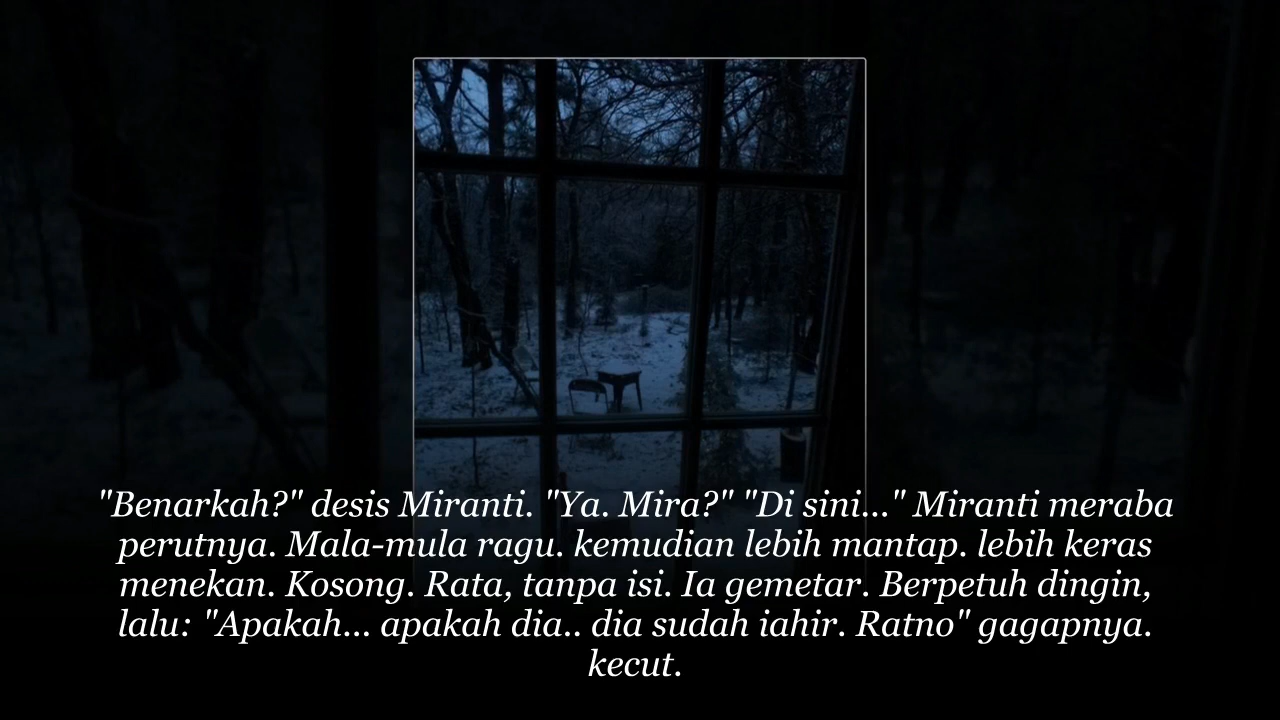 "Benarkah?" desis Miranti. "Ya. Mira?" "Di sini..." Miranti meraba
perutnya. Mala-mula ragu. kemudian lebih mantap. lebih keras
menekan. Kosong. Rata, tanpa isi. Ia gemetar. Berpetuh dingin,
lalu: "Apakah... apakah dia.. dia sudah iahir. Ratno" gagapnya.
kecut.